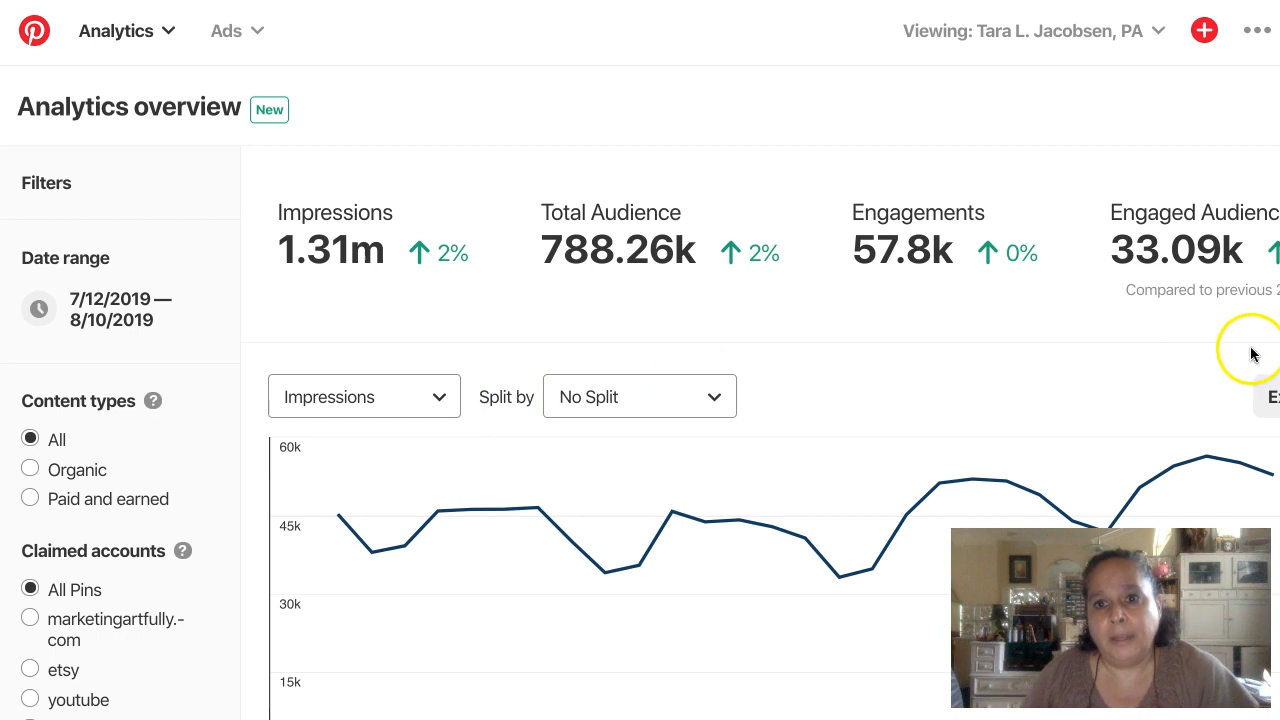 Analytics
Ads
Viewing: Tara L. Jacobsen, PA
Analytics overview New
Filters
Date range
7/12/2019 —
8/10/2019
Content types ?
All
Organic
Paid and earned
Claimed accounts ?
All Pins
marketingartfully.-
com
etsy
youtube
Impressions
1.31m 2%
Total Audience
788.26k 2%
Engagements
57.8k 0%
Engaged Audienc
33.09k
Compared to previous 2
Impressions Split by No Split
60k
45k
30k
15k